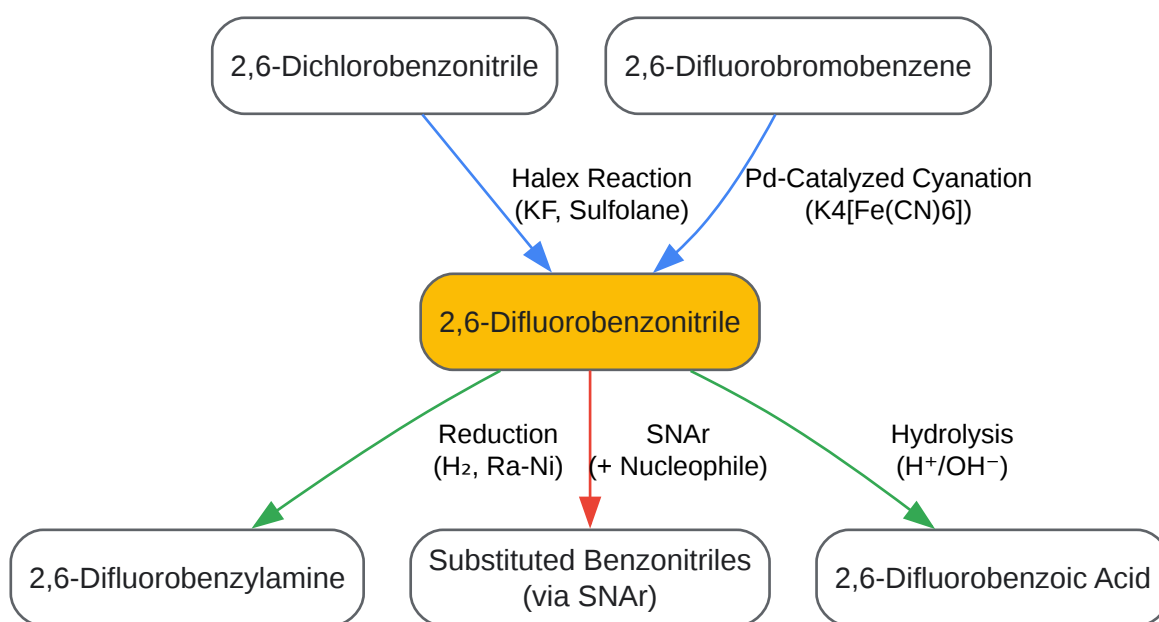 2,6-Dichlorobenzonitrile
2,6-Difluorobromobenzene
Halex Reaction
(KF, Sulfolane)
Pd-Catalyzed Cyanation
(K4[Fe(CN)6])
2,6-Difluorobenzonitrile
Reduction
(H₂, Ra-Ni)
SNAr
(+ Nucleophile)
Hydrolysis
(H⁺/OH⁻)
2,6-Difluorobenzylamine
Substituted Benzonitriles
(via SNAr)
2,6-Difluorobenzoic Acid